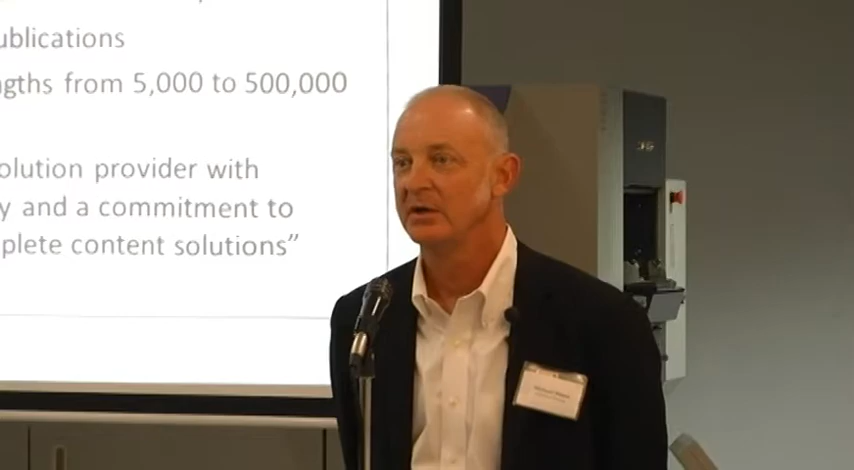 ublications
ngths from 5,000 to 500,000
olution provider with
y and a commitment to
plete content solutions”